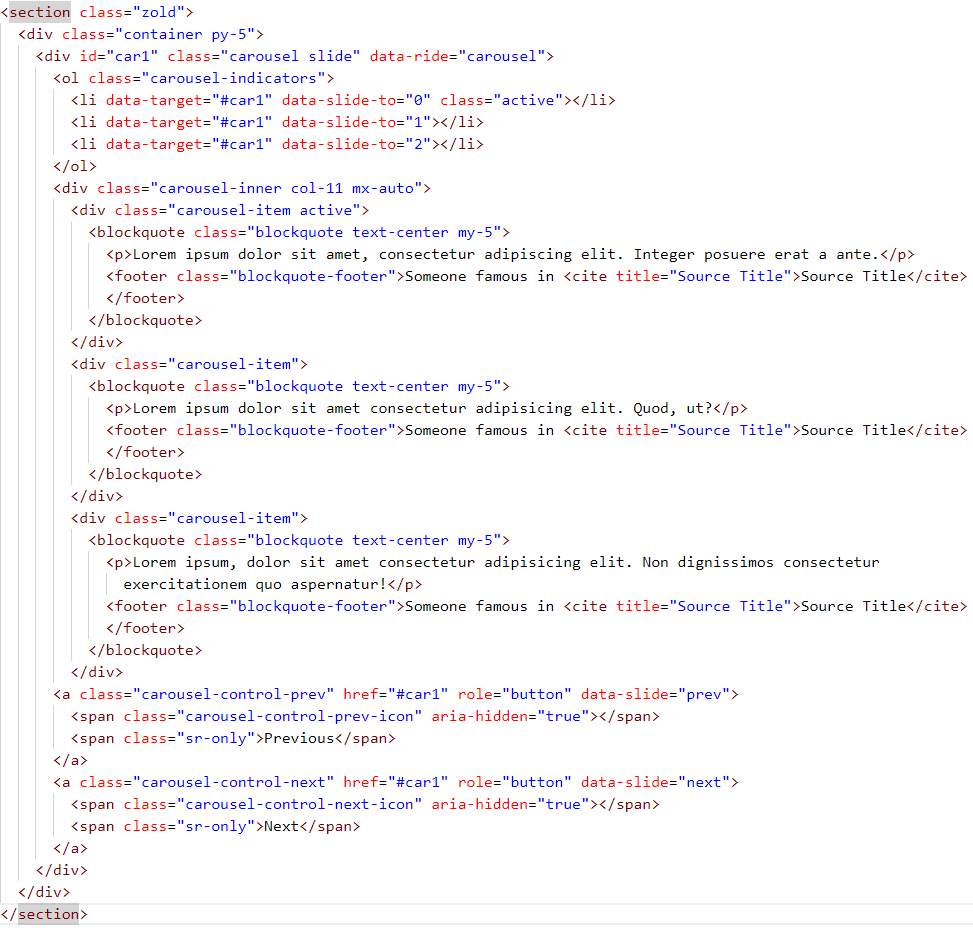 <section class="zold">
<div class="container py-5">
<div id="car1" class="carousel slide" data-ride="carousel">
<ol class="carousel-indicators">
<li data-target="#car1" data-slide-to="0" class="active"></li>
<li data-target="#car1" data-slide-to="1"></li>
<li data-target="#car1" data-slide-to="2"></li>
</ol>
<div class="carousel-inner col-11 mx-auto">
<div class="carousel-item active">
<blockquote class="blockquote text-center my-5">
<p>Lorem ipsum dolor sit amet, consectetur adipiscing elit. Integer posuere erat a ante.</p>
<footer class="blockquote-footer">Someone famous in <cite title="Source Title">Source Title</cite>
</footer>
</blockquote>
</div>
<div class="carousel-item">
<blockquote class="blockquote text-center my-5">
<p>Lorem ipsum dolor sit amet consectetur adipisicing elit. Quod, ut?</p>
<footer class="blockquote-footer">Someone famous in <cite title="Source Title">Source Title</cite>
</footer>
</blockquote>
</div>
<div class="carousel-item">
<blockquote class="blockquote text-center my-5">
<p>Lorem ipsum, dolor sit amet consectetur adipisicing elit. Non dignissimos consectetur
exercitationem quo aspernatur!</p>
<footer class="blockquote-footer">Someone famous in <cite title="Source Title">Source Title</cite>
</footer>
</blockquote>
</div>
<a class="carousel-control-prev" href="#car1" role="button" data-slide="prev">
<span class="carousel-control-prev-icon" aria-hidden="true"></span>
<span class="sr-only">Previous</span>
</a>
<a class="carousel-control-next" href="#car1" role="button" data-slide="next">
<span class="carousel-control-next-icon" aria-hidden="true"></span>
<span class="sr-only">Next</span>
</a>
</div>
</div>
</section>